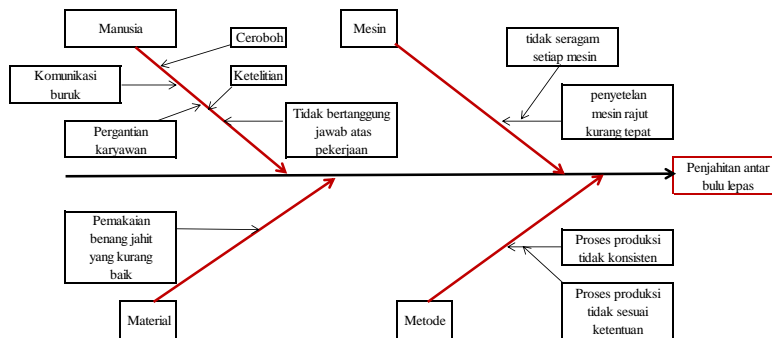 Manusia
Mesin
Ceroboh
tidak seragam
setiap mesin
Komunikasi
buruk
Ketelitian
Pergantian
karyawan
Tidak bertanggung
jawab atas
pekerjaan
penyetelan
mesin rajut
kurang tepat
Penjahitan antar
bulu lepas
Pemakaian
benang jahit
yang kurang
baik
Proses produksi
tidak konsisten
Proses produksi
tidak sesuai
ketentuan
Material
Metode